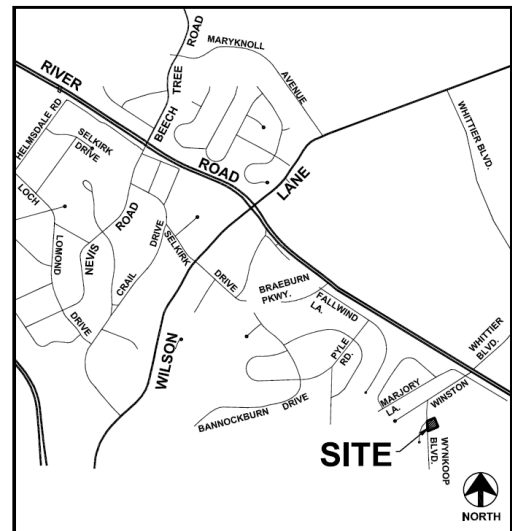 MARYKNOLL
AVENUE
BEECH TREE ROAD
RIVER
ROAD
HELMSDALE RD
SELKIRK
DRIVE
LOCH
LOMOND
DRIVE
NEVIS
ROAD
CRAIL
DRIVE
SELKIRK
DRIVE
WILSON
LANE
WHITTIER BLVD.
BRAEBURN
PKWY.
FALLWIND
LA.
PYLE
RD.
BANNOCKBURN DRIVE
MARJORY
LA.
WINSTON
WHITTIER
BLVD.
WYNKOOP
BLVD.
SITE
NORTH